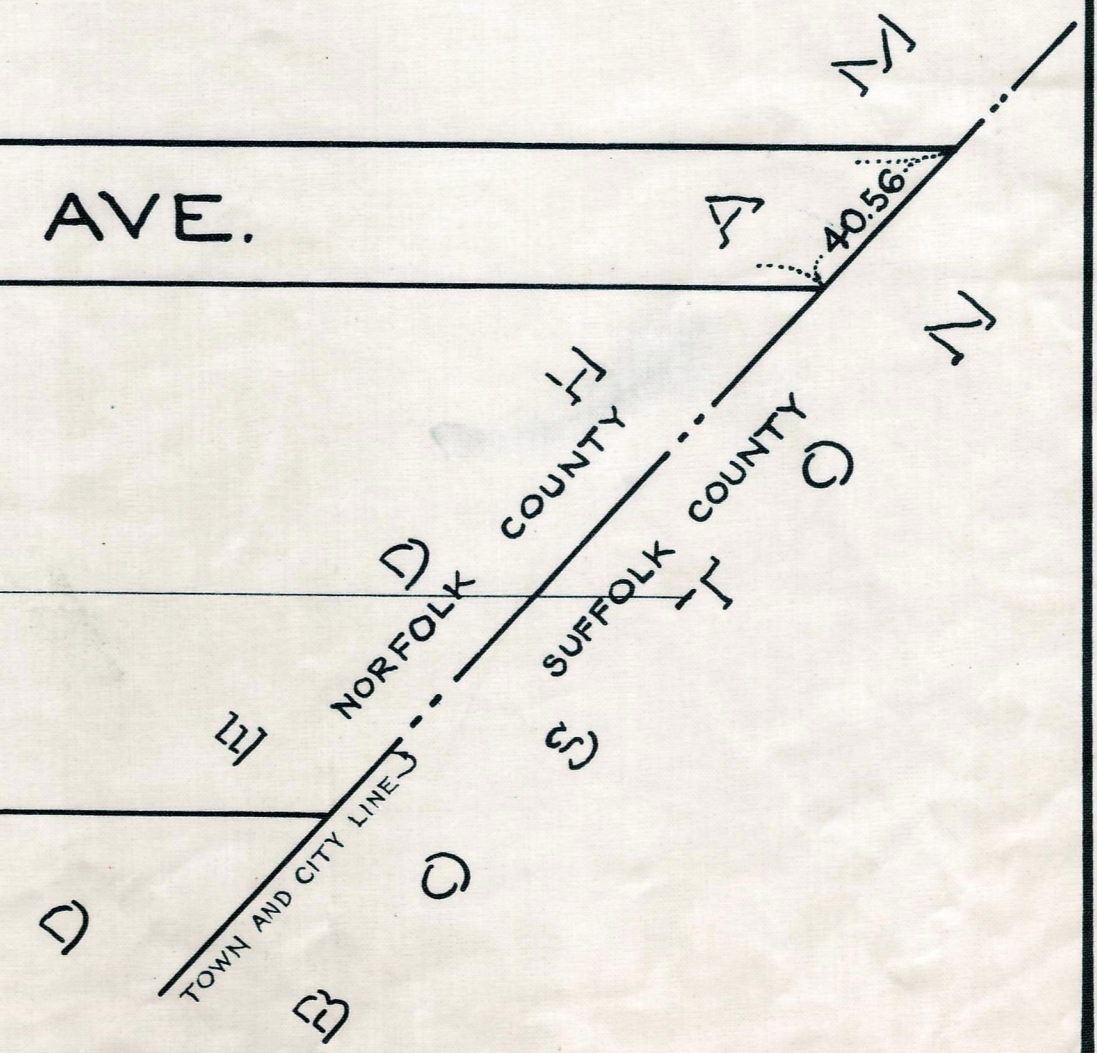 AVE.
40.56
DEDHAM
NORFOLK COUNTY
SUFFOLK COUNTY
BOSTON
TOWN AND CITY LINE